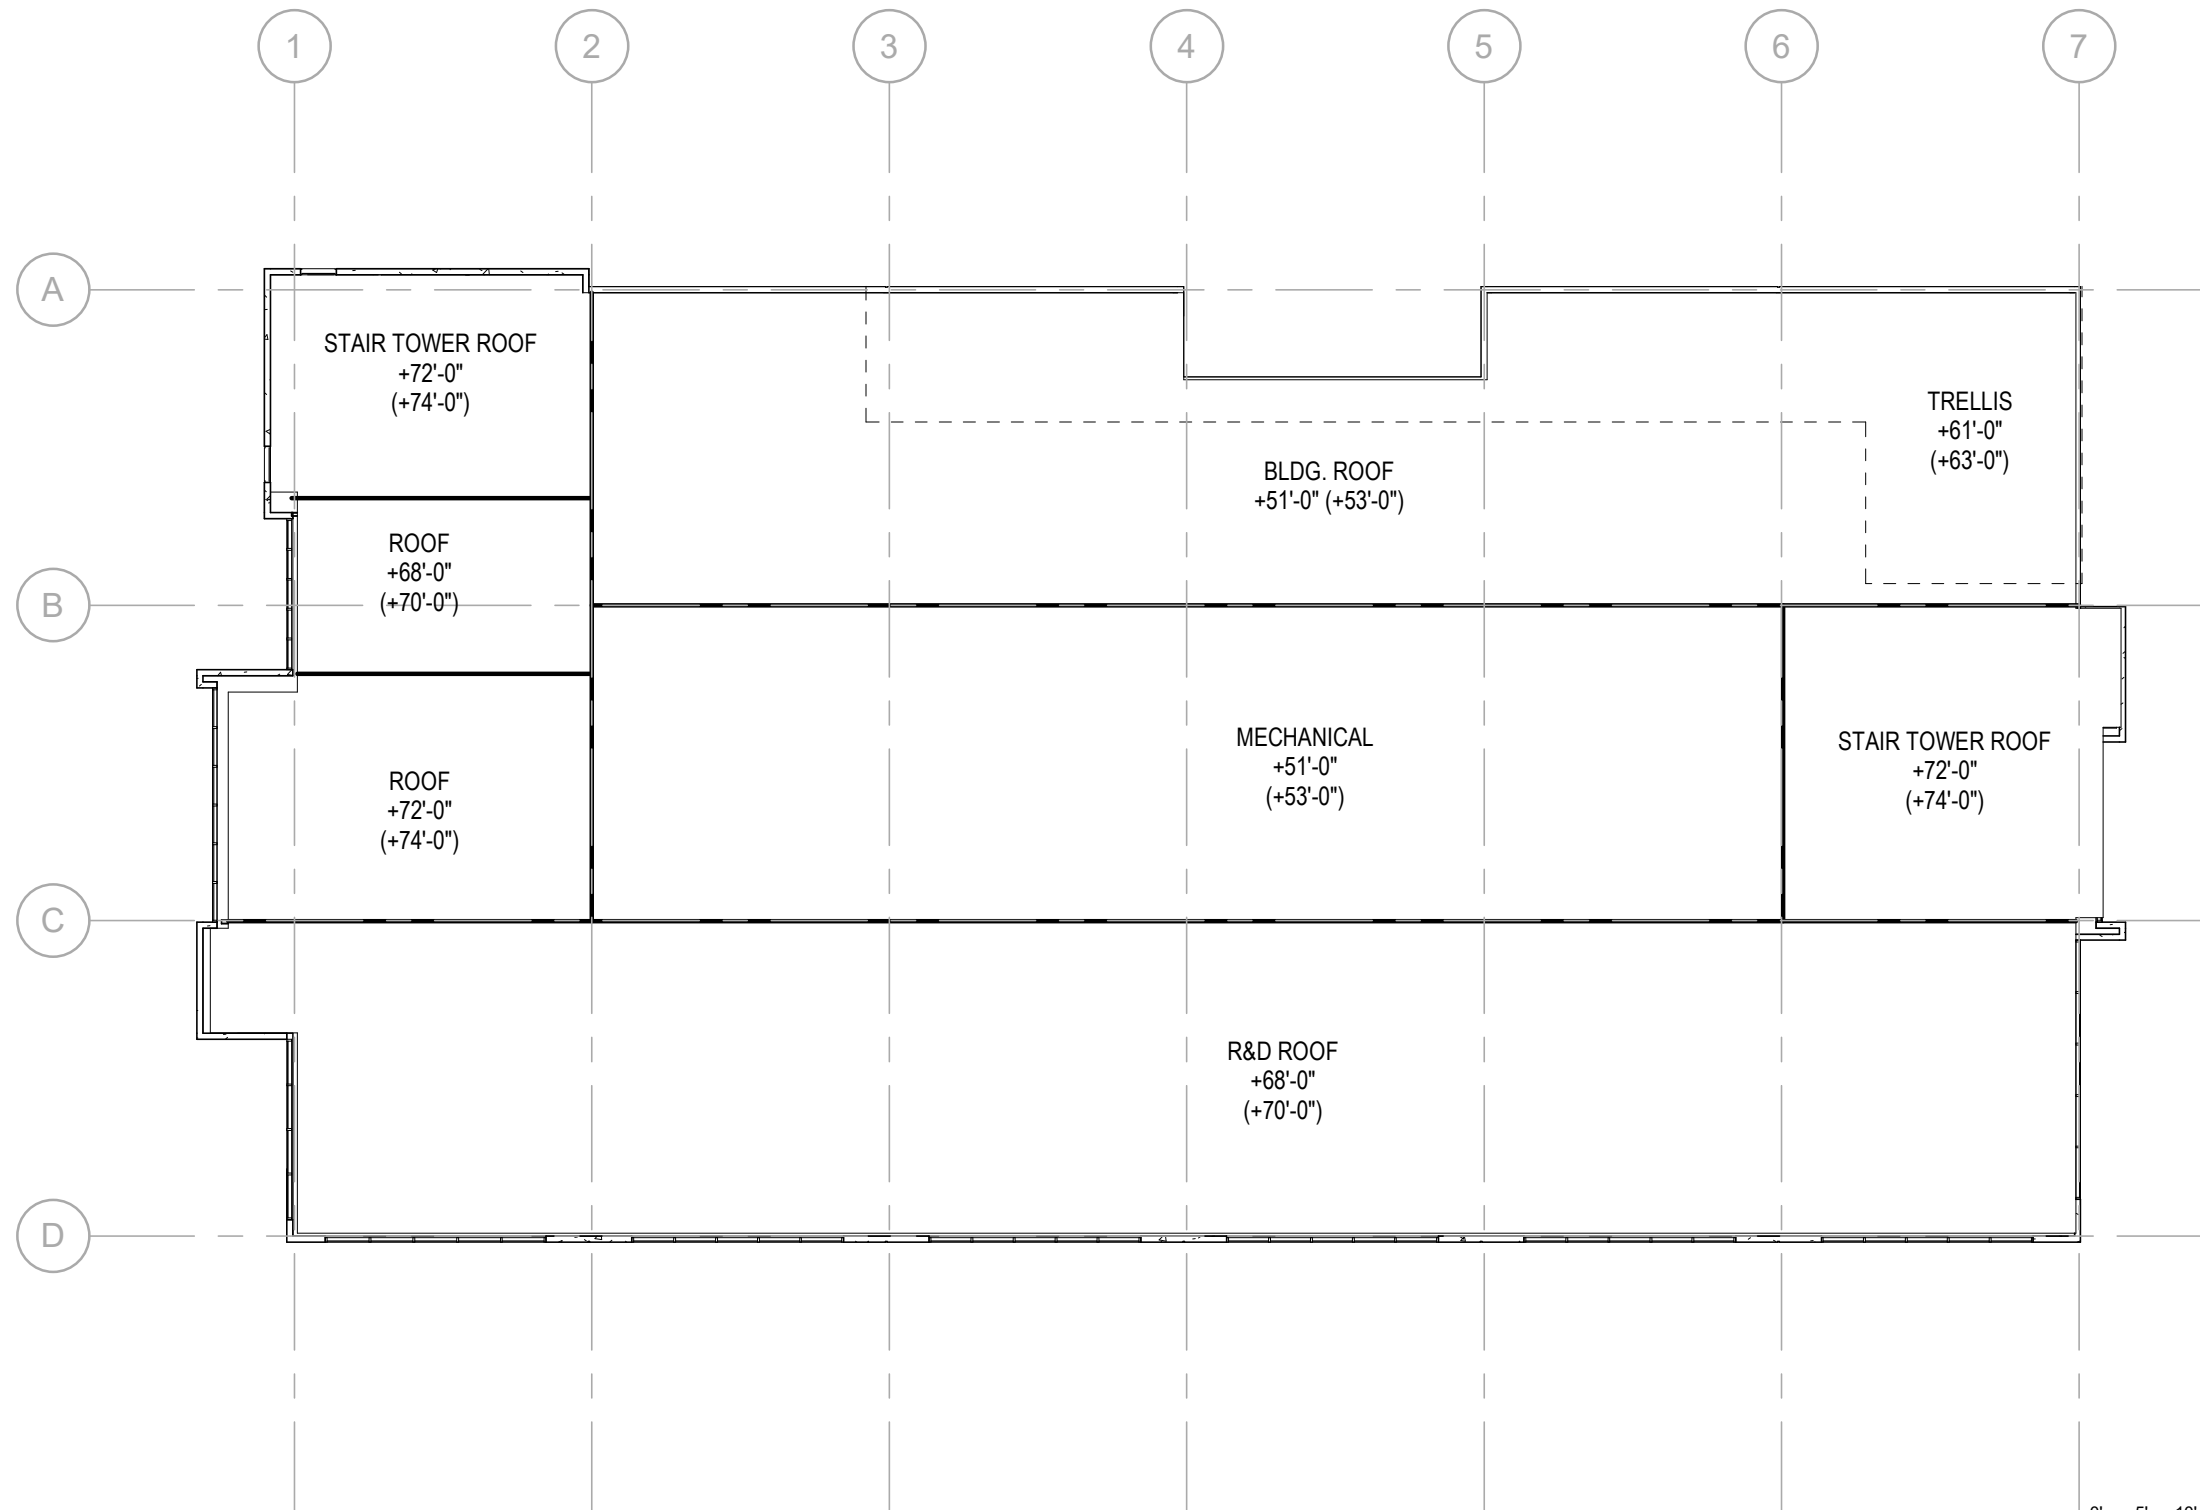 1 2 3 4 5 6 7
A
STAIR TOWER ROOF
+72'-0"
(+74'-0")
TRELLIS
+61'-0"
(+63'-0")
BLDG. ROOF
+51'-0" (+53'-0")
ROOF
+68'-0"
(+70'-0")
B
MECHANICAL
+51'-0"
(+53'-0")
STAIR TOWER ROOF
+72'-0"
(+74'-0")
ROOF
+72'-0"
(+74'-0")
C
R&D ROOF
+68'-0"
(+70'-0")
D